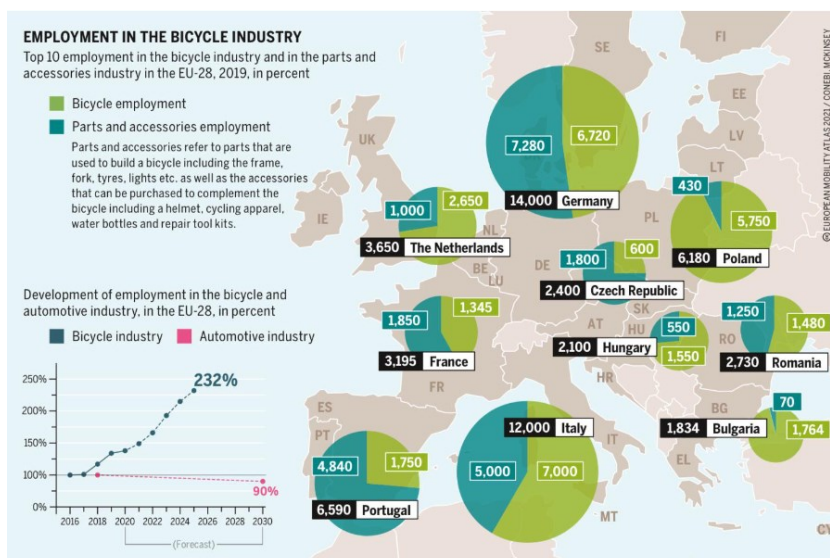 EMPLOYMENT IN THE BICYCLE INDUSTRY
Top 10 employment in the bicycle industry and in the parts and
accessories industry in the EU-28, 2019, in percent
Bicycle employment
Parts and accessories employment
Parts and accessories refer to parts that are
used to build a bicycle including the frame,
fork, tyres, lights etc. as well as the accessories
that can be purchased to complement the
bicycle including a helmet, cycling apparel,
water bottles and repair tool kits.
SE
FI
EE
LV
LT
UK
IE
NL
BE
LU
DE
PL
SK
AT
HU
RO
HR
FR
ES
PT
IT
BG
EL
MT
CY
7,280
6,720
14,000 Germany
430
5,750
6,180 Poland
1,000
2,650
3,650 The Netherlands
1,800
600
2,400 Czech Republic
1,850
1,345
3,195 France
550
1,550
2,100 Hungary
1,250
1,480
2,730 Romania
70
1,764
1,834 Bulgaria
12,000 Italy
5,000
7,000
4,840
1,750
6,590 Portugal
Development of employment in the bicycle and
automotive industry, in the EU-28, in percent
Bicycle industry
Automotive industry
250%
200%
150%
100%
50%
0%
232%
90%
2016 2018 2020 2022 2024 2026 2028 2030
(Forecast)
© EUROPEAN MOBILITY ATLAS 2021 / CONEBI, MCKINSEY